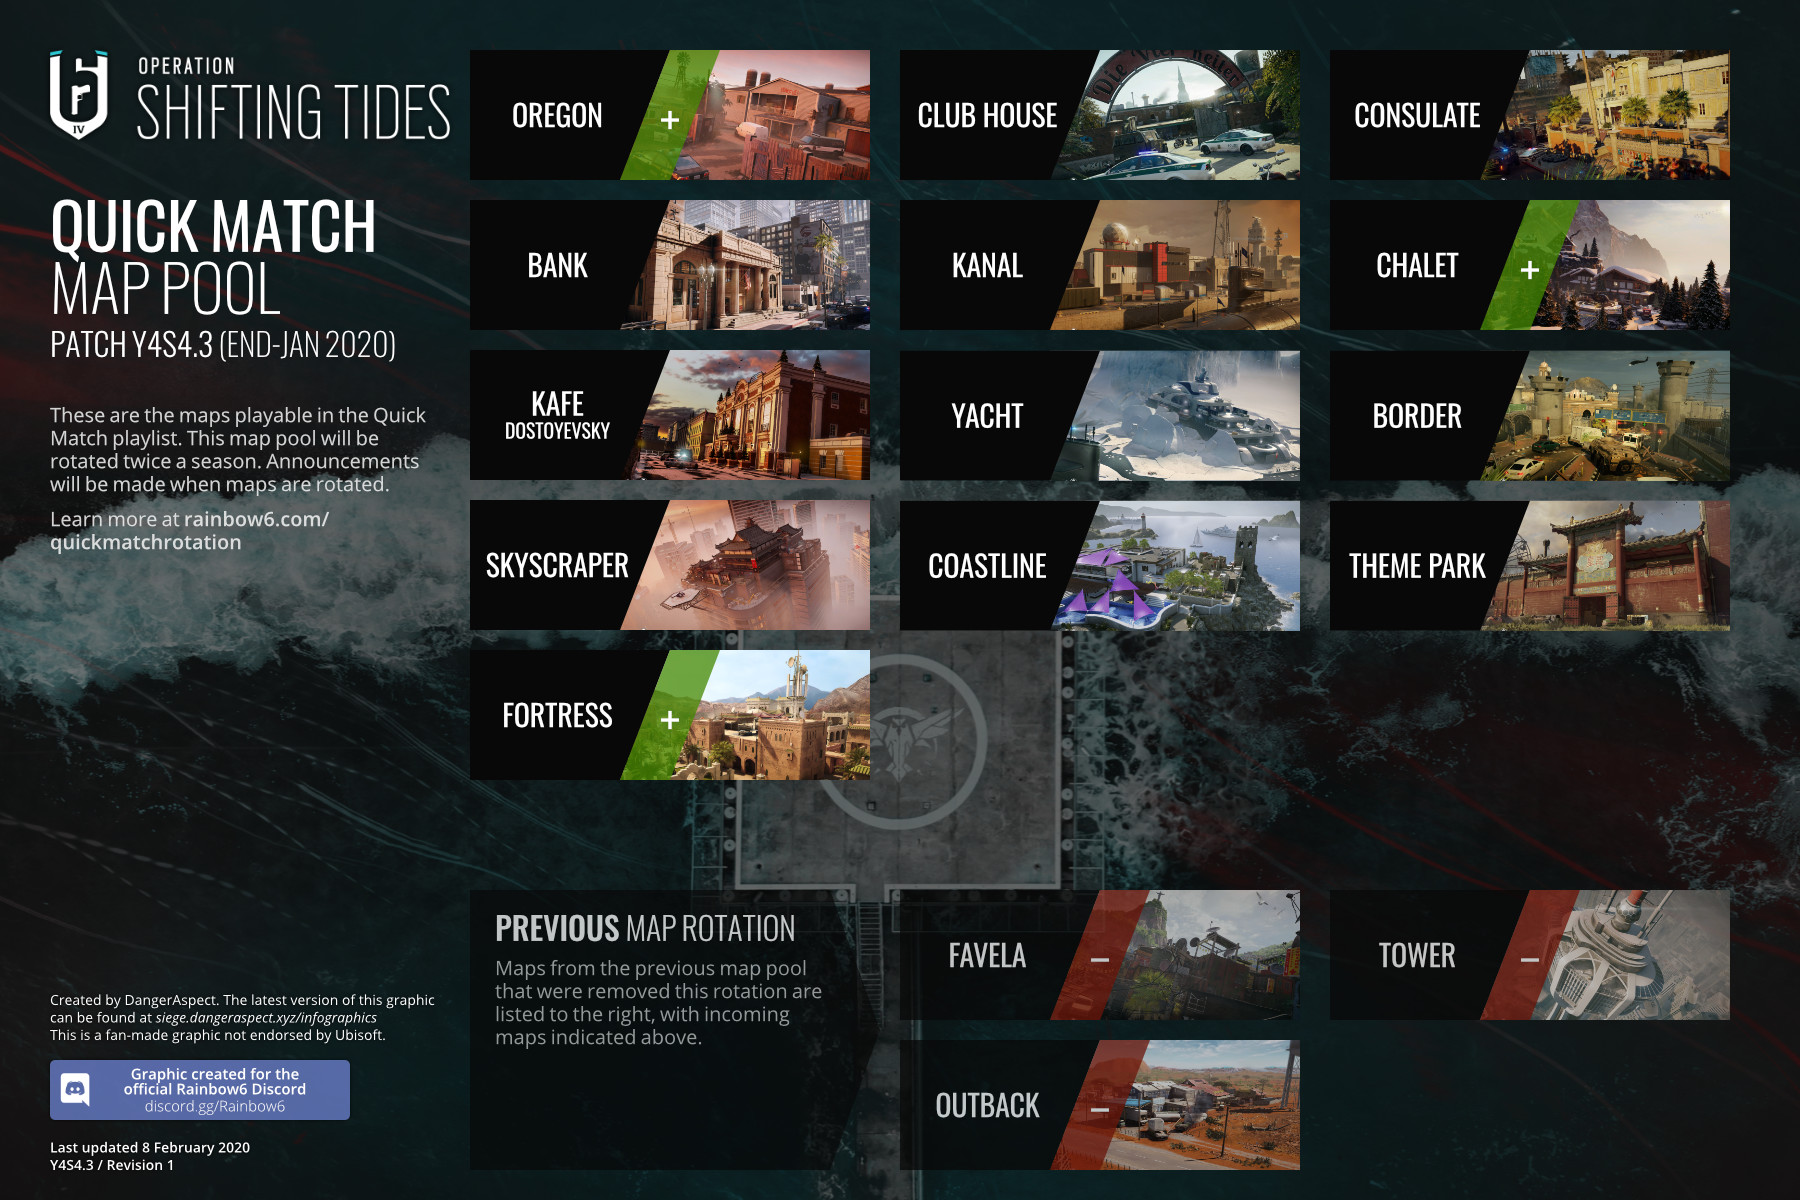 IV
OPERATION
SHIFTING TIDES
QUICK MATCH
MAP POOL
PATCH Y4S4.3 (END-JAN 2020)
These are the maps playable in the Quick
Match playlist. This map pool will be
rotated twice a season. Announcements
will be made when maps are rotated.
Learn more at rainbow6.com/
quickmatchrotation
OREGON
+
CLUB HOUSE
CONSULATE
BANK
KANAL
CHALET
+
KAFE
DOSTOYEVSKY
YACHT
BORDER
SKYSCRAPER
COASTLINE
THEME PARK
FORTRESS
+
PREVIOUS MAP ROTATION
Maps from the previous map pool
that were removed this rotation are
listed to the right, with incoming
maps indicated above.
FAVELA
–
TOWER
–
OUTBACK
–
Created by DangerAspect. The latest version of this graphic
can be found at siege.dangeraspect.xyz/infographics
This is a fan-made graphic not endorsed by Ubisoft.
Graphic created for the
official Rainbow6 Discord
discord.gg/Rainbow6
Last updated 8 February 2020
Y4S4.3 / Revision 1